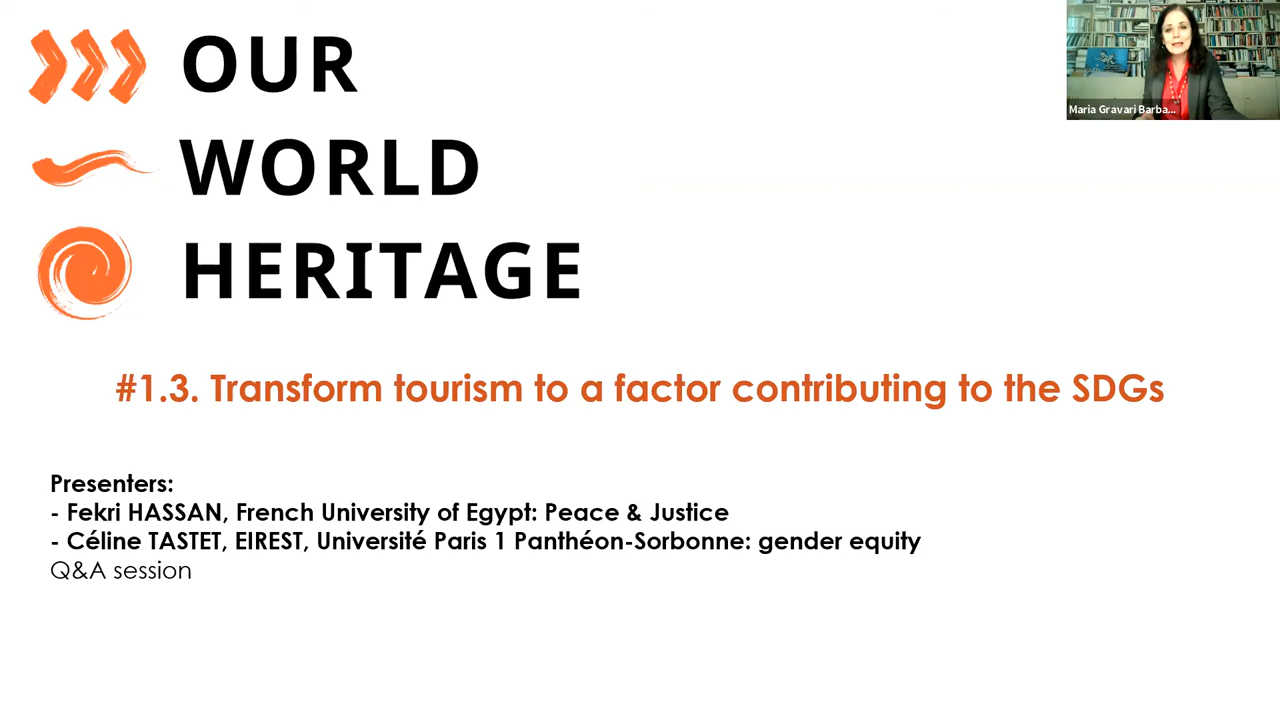 OUR
WORLD
HERITAGE
Maria Gravari Barba...
#1.3. Transform tourism to a factor contributing to the SDGs
Presenters:
- Fekri HASSAN, French University of Egypt: Peace & Justice
- Céline TASTET, EIREST, Université Paris 1 Panthéon-Sorbonne: gender equity
Q&A session